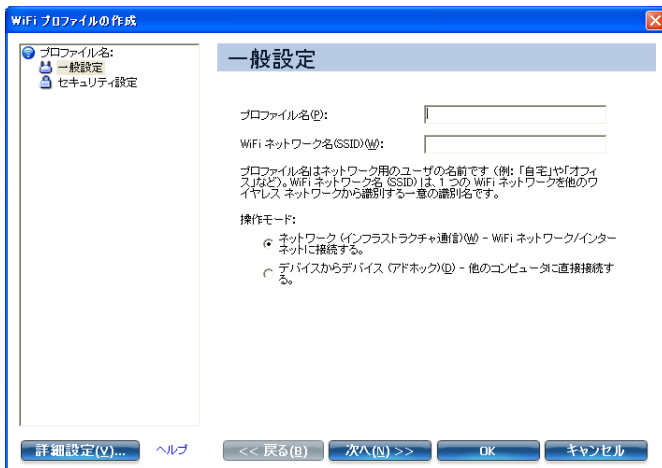 WiFi プロファイルの作成
プロファイル名:
一般設定
セキュリティ設定
一般設定
プロファイル名(P):
WiFi ネットワーク名(SSID)(W):
プロファイル名はネットワーク用のユーザの名前です (例: 「自宅」や「オフィ
ス」など)。WiFi ネットワーク名 (SSID) は、1 つの WiFi ネットワークを他のワ
イヤレス ネットワークから識別する一意の識別名です。
操作モード:
ネットワーク (インフラストラクチャ通信)(W) - WiFi ネットワーク/インター
ネットに接続する。
デバイスからデバイス (アドホック)(D) - 他のコンピュータに直接接続す
る。
詳細設定(V)...
ヘルプ
<< 戻る(B)
次へ(N) >>
OK
キャンセル